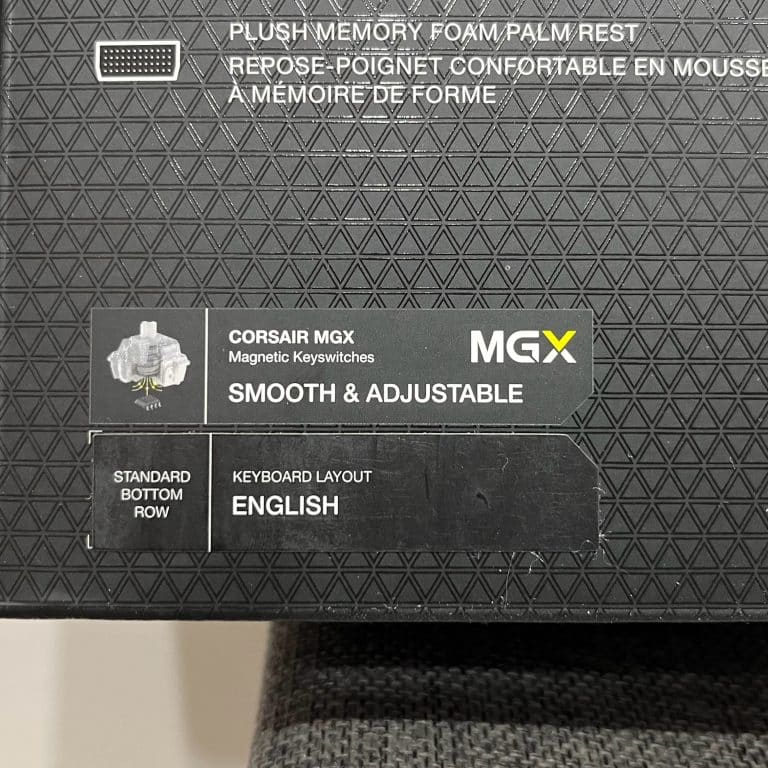 PLUSH MEMORY FOAM PALM REST
REPOSE-POIGNET CONFORTABLE EN MOUSSE
À MÉMOIRE DE FORME
CORSAIR MGX
Magnetic Keyswitches
MGX
SMOOTH & ADJUSTABLE
STANDARD
BOTTOM
ROW
KEYBOARD LAYOUT
ENGLISH